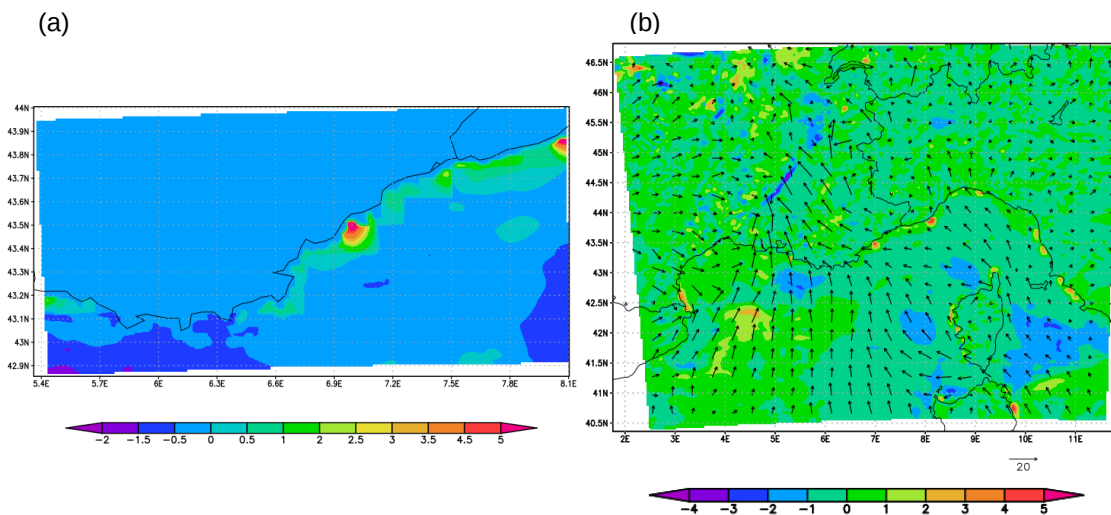 (a)
(b)
44N
43.9N
43.8N
43.7N
43.6N
43.5N
43.4N
43.3N
43.2N
43.1N
43N
42.9N
5.4E 5.7E 6E 6.3E 6.6E 6.9E 7.2E 7.5E 7.8E 8.1E
-2 -1.5 -0.5 0 0.5 1 2 2.5 3 3.5 4.5 5
46.5N
46N
45.5N
45N
44.5N
44N
43.5N
43N
42.5N
42N
41.5N
41N
40.5N
2E 3E 4E 5E 6E 7E 8E 9E 10E 11E
20
-4 -3 -2 -1 0 1 2 3 4 5